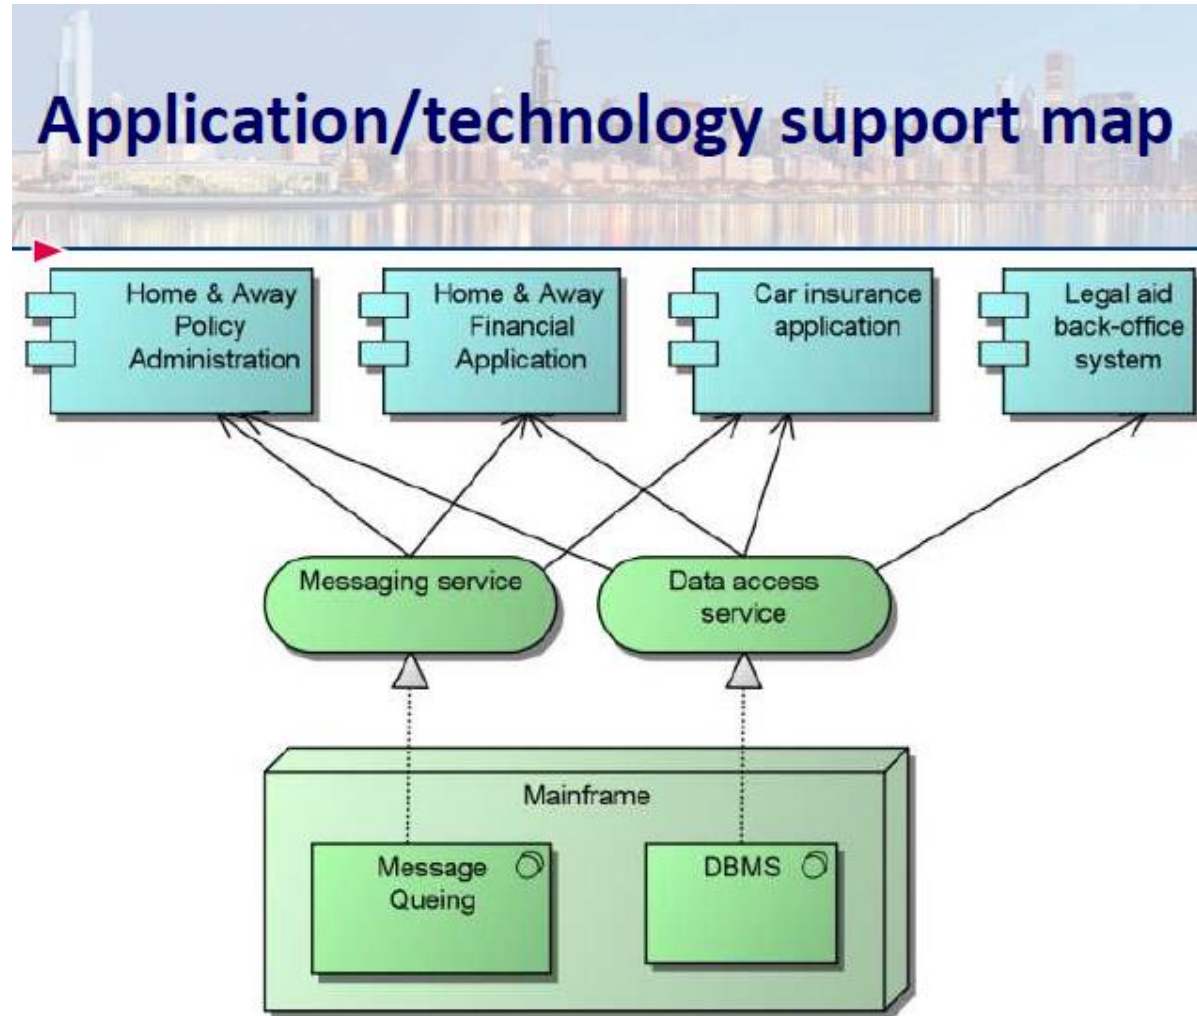 Application/technology support map
Home & Away
Policy
Administration
Home & Away
Financial
Application
Car insurance
application
Legal aid
back-office
system
Messaging service
Data access
service
Mainframe
Message
Queing
DBMS